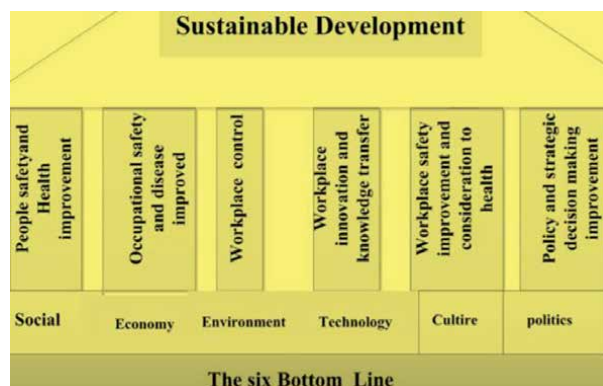 Sustainable Development
People safetyand
Health
improvement
Occupational safety
and disease
improved
Workplace control
Workplace
innovation and
knowledge transfer
Workplace safety
improvement and
consideration to
health
Policy and strategic
decision making
improvement
Social
Economy
Environment
Technology
Cultire
politics
The six Bottom Line